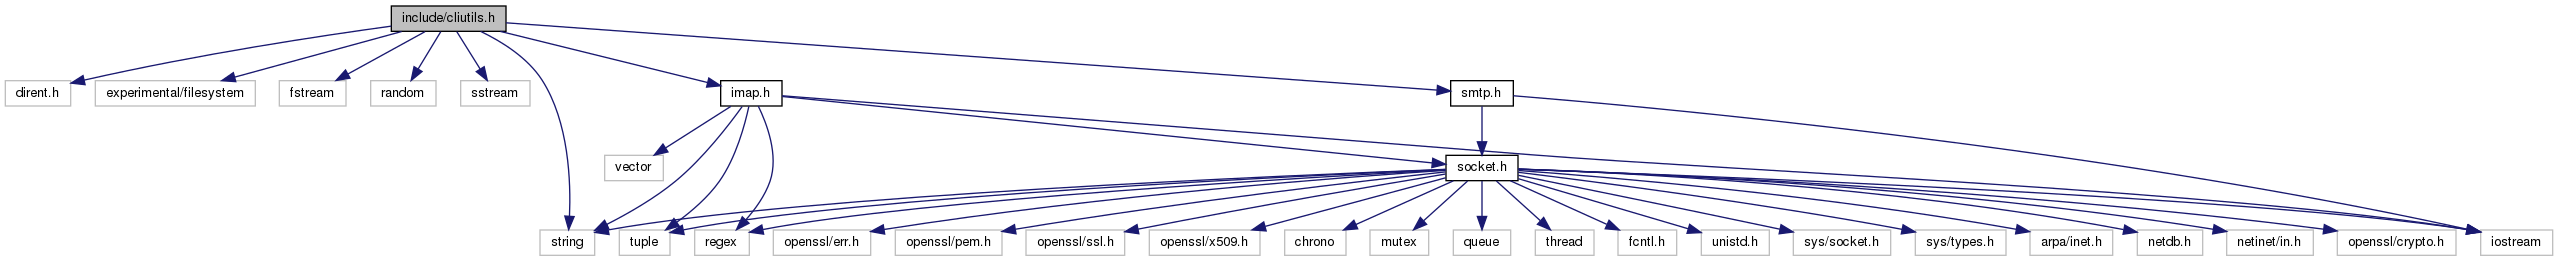 include/cliutils.h
dirent.h
experimental/filesystem
fstream
random
sstream
imap.h
smtp.h
vector
socket.h
string
tuple
regex
openssl/err.h
openssl/pem.h
openssl/ssl.h
openssl/x509.h
chrono
mutex
queue
thread
fcntl.h
unistd.h
sys/socket.h
sys/types.h
arpa/inet.h
netdb.h
netinet/in.h
openssl/crypto.h
iostream